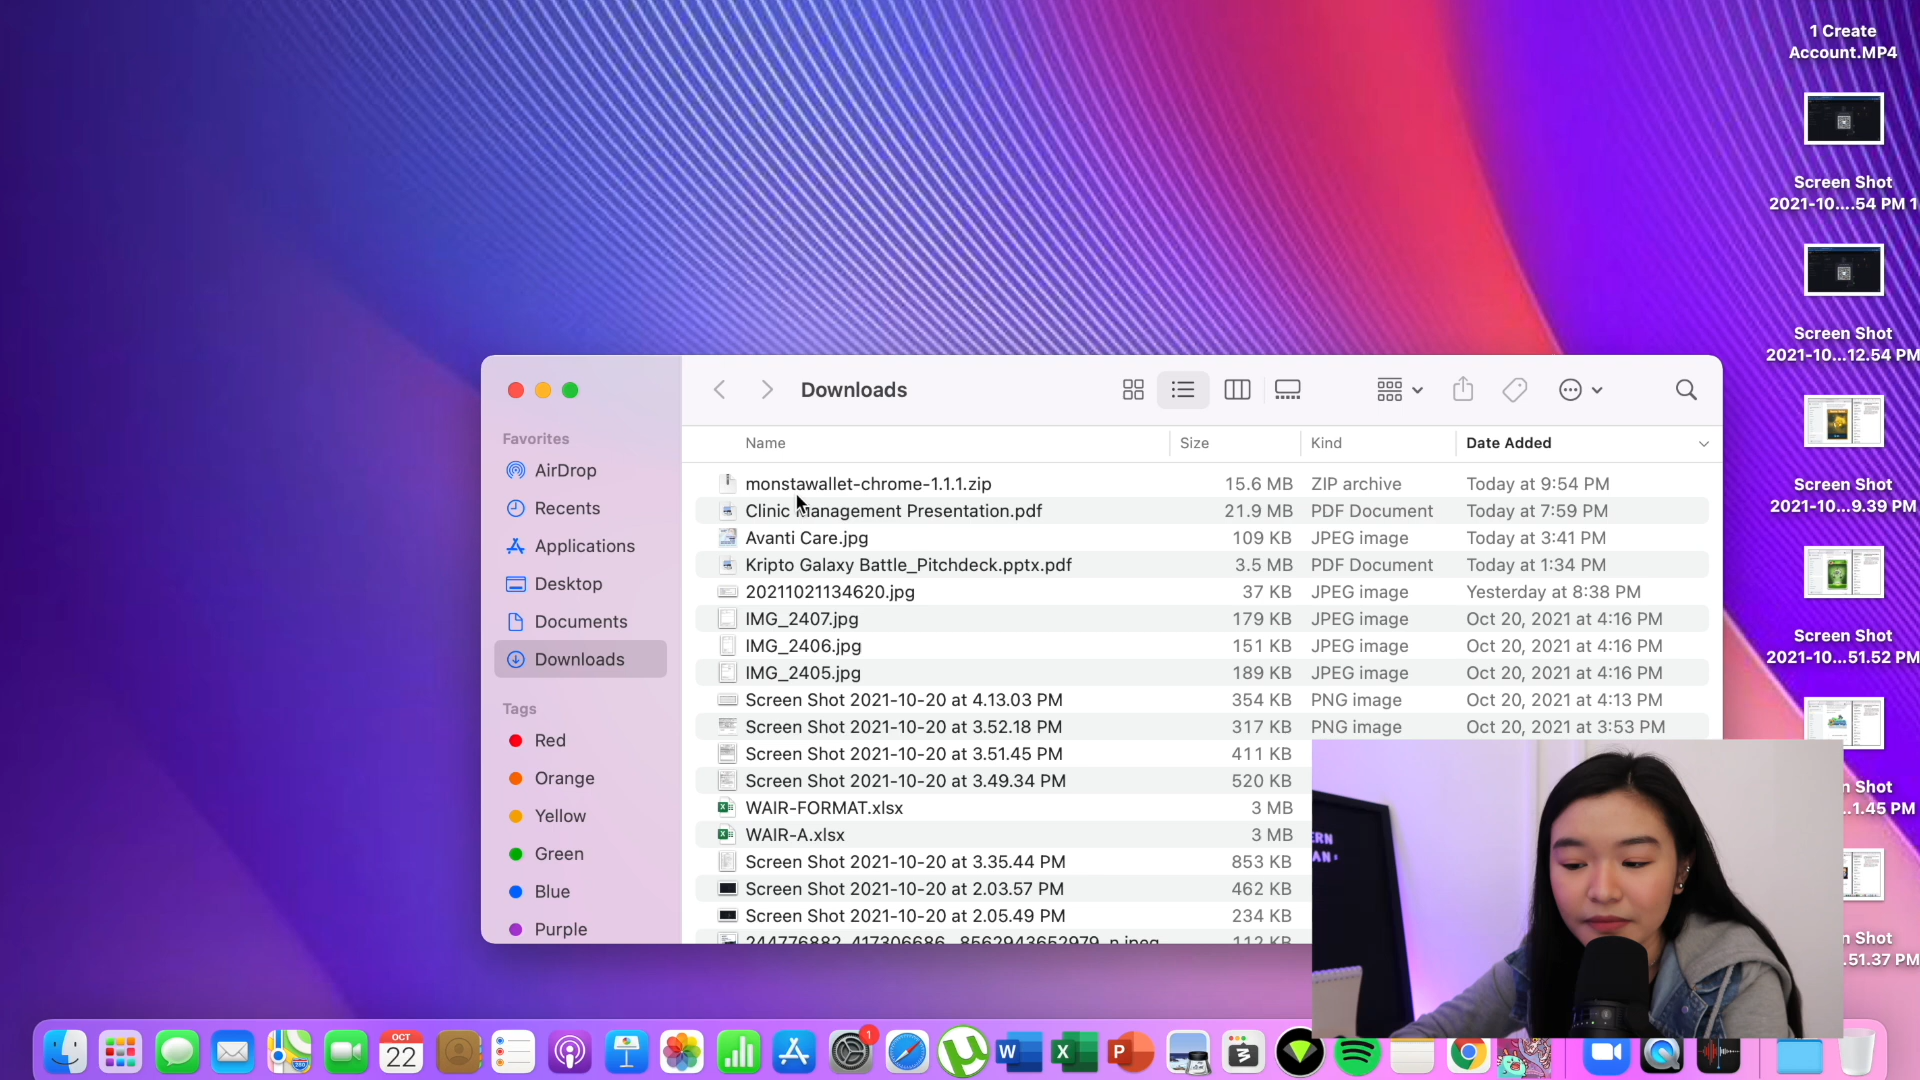 1 Create
Account.MP4
Screen Shot
2021-10....54 PM 1
Screen Shot
2021-10...12.54 PM
Screen Shot
2021-10...9.39 PM
Screen Shot
2021-10...51.52 PM
n Shot
..1.45 PM
n Shot
.51.37 PM
Downloads
Favorites
AirDrop
Recents
Applications
Desktop
Documents
Downloads
Tags
Red
Orange
Yellow
Green
Blue
Purple
Name Size Kind Date Added
monstawallet-chrome-1.1.1.zip 15.6 MB ZIP archive Today at 9:54 PM
Clinic Management Presentation.pdf 21.9 MB PDF Document Today at 7:59 PM
Avanti Care.jpg 109 KB JPEG image Today at 3:41 PM
Kripto Galaxy Battle_Pitchdeck.pptx.pdf 3.5 MB PDF Document Today at 1:34 PM
20211021134620.jpg 37 KB JPEG image Yesterday at 8:38 PM
IMG_2407.jpg 179 KB JPEG image Oct 20, 2021 at 4:16 PM
IMG_2406.jpg 151 KB JPEG image Oct 20, 2021 at 4:16 PM
IMG_2405.jpg 189 KB JPEG image Oct 20, 2021 at 4:16 PM
Screen Shot 2021-10-20 at 4.13.03 PM 354 KB PNG image Oct 20, 2021 at 4:13 PM
Screen Shot 2021-10-20 at 3.52.18 PM 317 KB PNG image Oct 20, 2021 at 3:53 PM
Screen Shot 2021-10-20 at 3.51.45 PM 411 KB
Screen Shot 2021-10-20 at 3.49.34 PM 520 KB
WAIR-FORMAT.xlsx 3 MB
WAIR-A.xlsx 3 MB
Screen Shot 2021-10-20 at 3.35.44 PM 853 KB
Screen Shot 2021-10-20 at 2.03.57 PM 462 KB
Screen Shot 2021-10-20 at 2.05.49 PM 234 KB
ERN
AN:
OCT
22
1
W
X
P